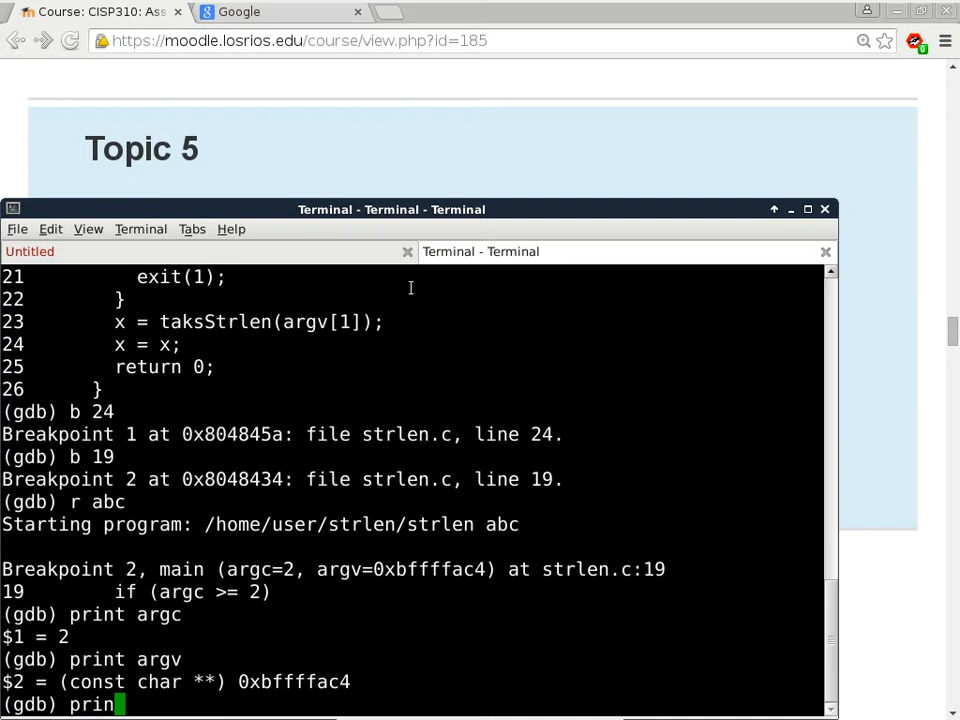 Course: CISP310: Ass
Google
https://moodle.losrios.edu/course/view.php?id=185
0
Topic 5
Terminal - Terminal - Terminal
File Edit View Terminal Tabs Help
Untitled
Terminal - Terminal
21          exit(1);
22        }
23        x = taksStrlen(argv[1]);
24        x = x;
25        return 0;
26      }
(gdb) b 24
Breakpoint 1 at 0x804845a: file strlen.c, line 24.
(gdb) b 19
Breakpoint 2 at 0x8048434: file strlen.c, line 19.
(gdb) r abc
Starting program: /home/user/strlen/strlen abc
Breakpoint 2, main (argc=2, argv=0xbffffac4) at strlen.c:19
19        if (argc >= 2)
(gdb) print argc
$1 = 2
(gdb) print argv
$2 = (const char **) 0xbffffac4
(gdb) prin